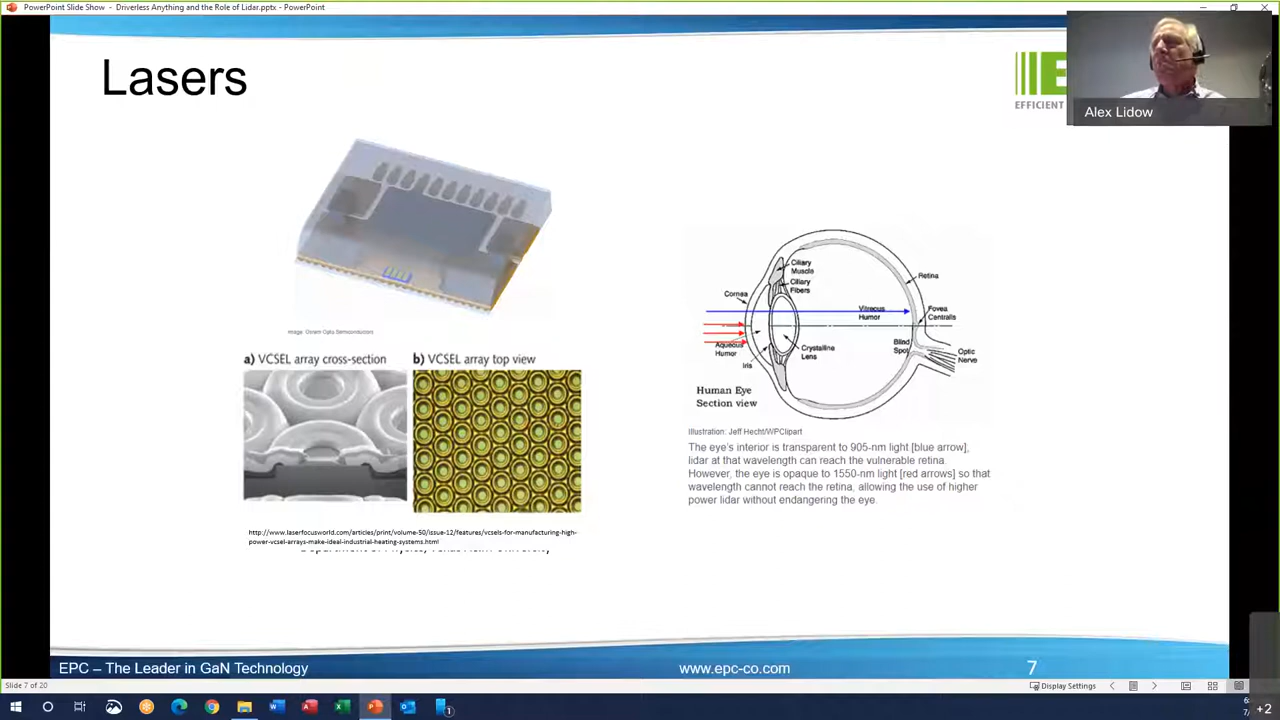 PowerPoint Slide Show - Driverless Anything and the Role of Lidar.pptx - PowerPoint
Lasers
EFFICIENT
Alex Lidow
Image: Osram Opto Semiconductors
a) VCSEL array cross-section
b) VCSEL array top view
http://www.laserfocusworld.com/articles/print/volume-50/issue-12/features/vcsels-for-manufacturing-high-
power-vcsel-arrays-make-ideal-industrial-heating-systems.html
Ciliary
Muscle
Ciliary
Fibers
Cornea
Retina
Vitreous
Humor
Fovea
Centralis
Aqueous
Humor
Iris
Crystalline
Lens
Blind
Spot
Optic
Nerve
Human Eye
Section view
Illustration: Jeff Hecht/WPClipart
The eye's interior is transparent to 905-nm light [blue arrow],
lidar at that wavelength can reach the vulnerable retina.
However, the eye is opaque to 1550-nm light [red arrows] so that
wavelength cannot reach the retina, allowing the use of higher
power lidar without endangering the eye.
EPC – The Leader in GaN Technology
www.epc-co.com
7
Slide 7 of 20
Display Settings
+2